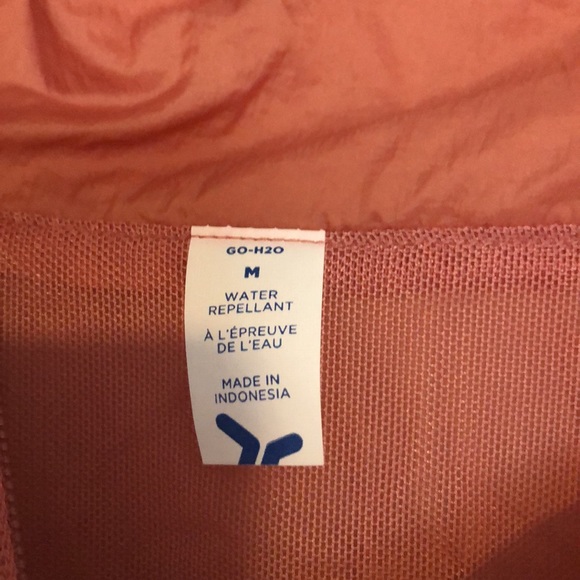 GO-H2O
M
WATER
REPELLANT
À L'ÉPREUVE
DE L'EAU
MADE IN
INDONESIA